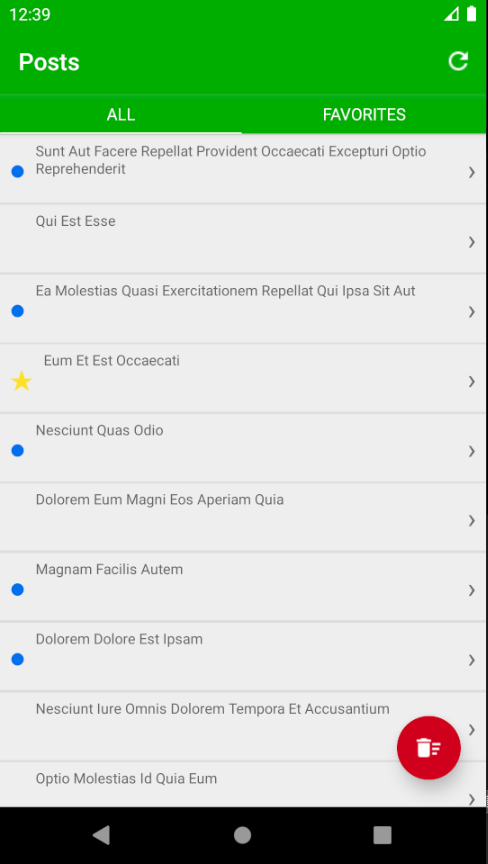 12:39
Posts
ALL
FAVORITES
Sunt Aut Facere Repellat Provident Occaecati Excepturi Optio
Reprehenderit
Qui Est Esse
Ea Molestias Quasi Exercitationem Repellat Qui Ipsa Sit Aut
Eum Et Est Occaecati
Nesciunt Quas Odio
Dolorem Eum Magni Eos Aperiam Quia
Magnam Facilis Autem
Dolorem Dolore Est Ipsam
Nesciunt Iure Omnis Dolorem Tempora Et Accusantium
Optio Molestias Id Quia Eum